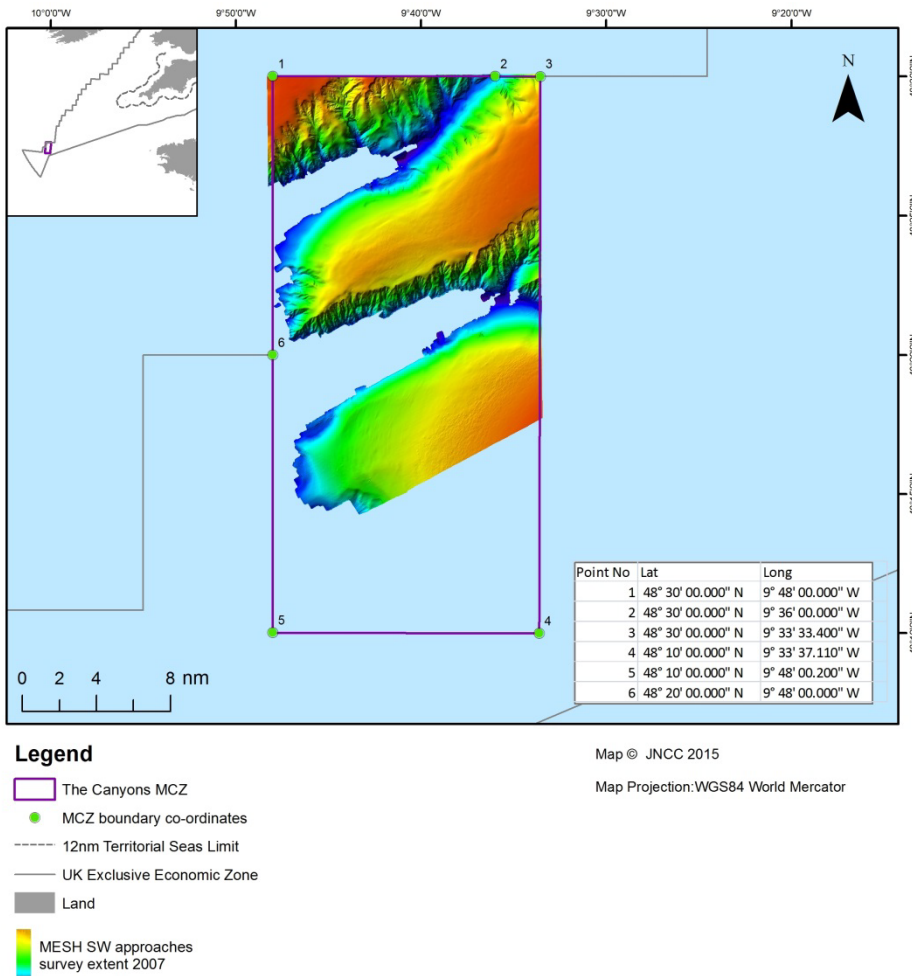 10°0'0"W 9°50'0"W 9°40'0"W 9°30'0"W 9°20'0"W
1 2 3
N
6
5 4
0 2 4 8 nm
Point No Lat Long
1 48° 30' 00.000" N 9° 48' 00.000" W
2 48° 30' 00.000" N 9° 36' 00.000" W
3 48° 30' 00.000" N 9° 33' 33.400" W
4 48° 10' 00.000" N 9° 33' 37.110" W
5 48° 10' 00.000" N 9° 48' 00.200" W
6 48° 20' 00.000" N 9° 48' 00.000" W
Legend
The Canyons MCZ
MCZ boundary co-ordinates
12nm Territorial Seas Limit
UK Exclusive Economic Zone
Land
MESH SW approaches
survey extent 2007
Map © JNCC 2015
Map Projection:WGS84 World Mercator